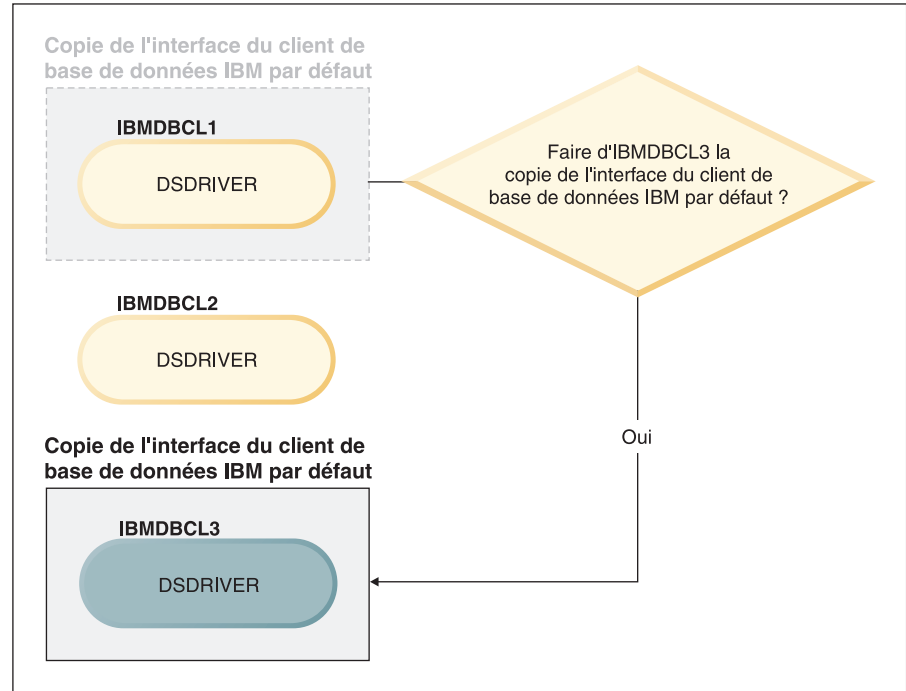 Copie de l'interface du client de
base de données IBM par défaut
IBMDBCL1
DSDRIVER
Faire d'IBMDBCL3 la
copie de l'interface du client de
base de données IBM par défaut ?
IBMDBCL2
DSDRIVER
Oui
Copie de l'interface du client de
base de données IBM par défaut
IBMDBCL3
DSDRIVER